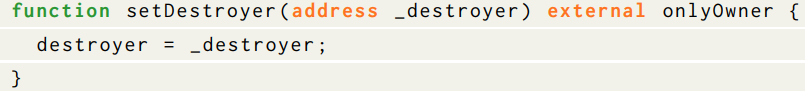 function setDestroyer(address _destroyer) external onlyOwner {
destroyer = _destroyer;
}